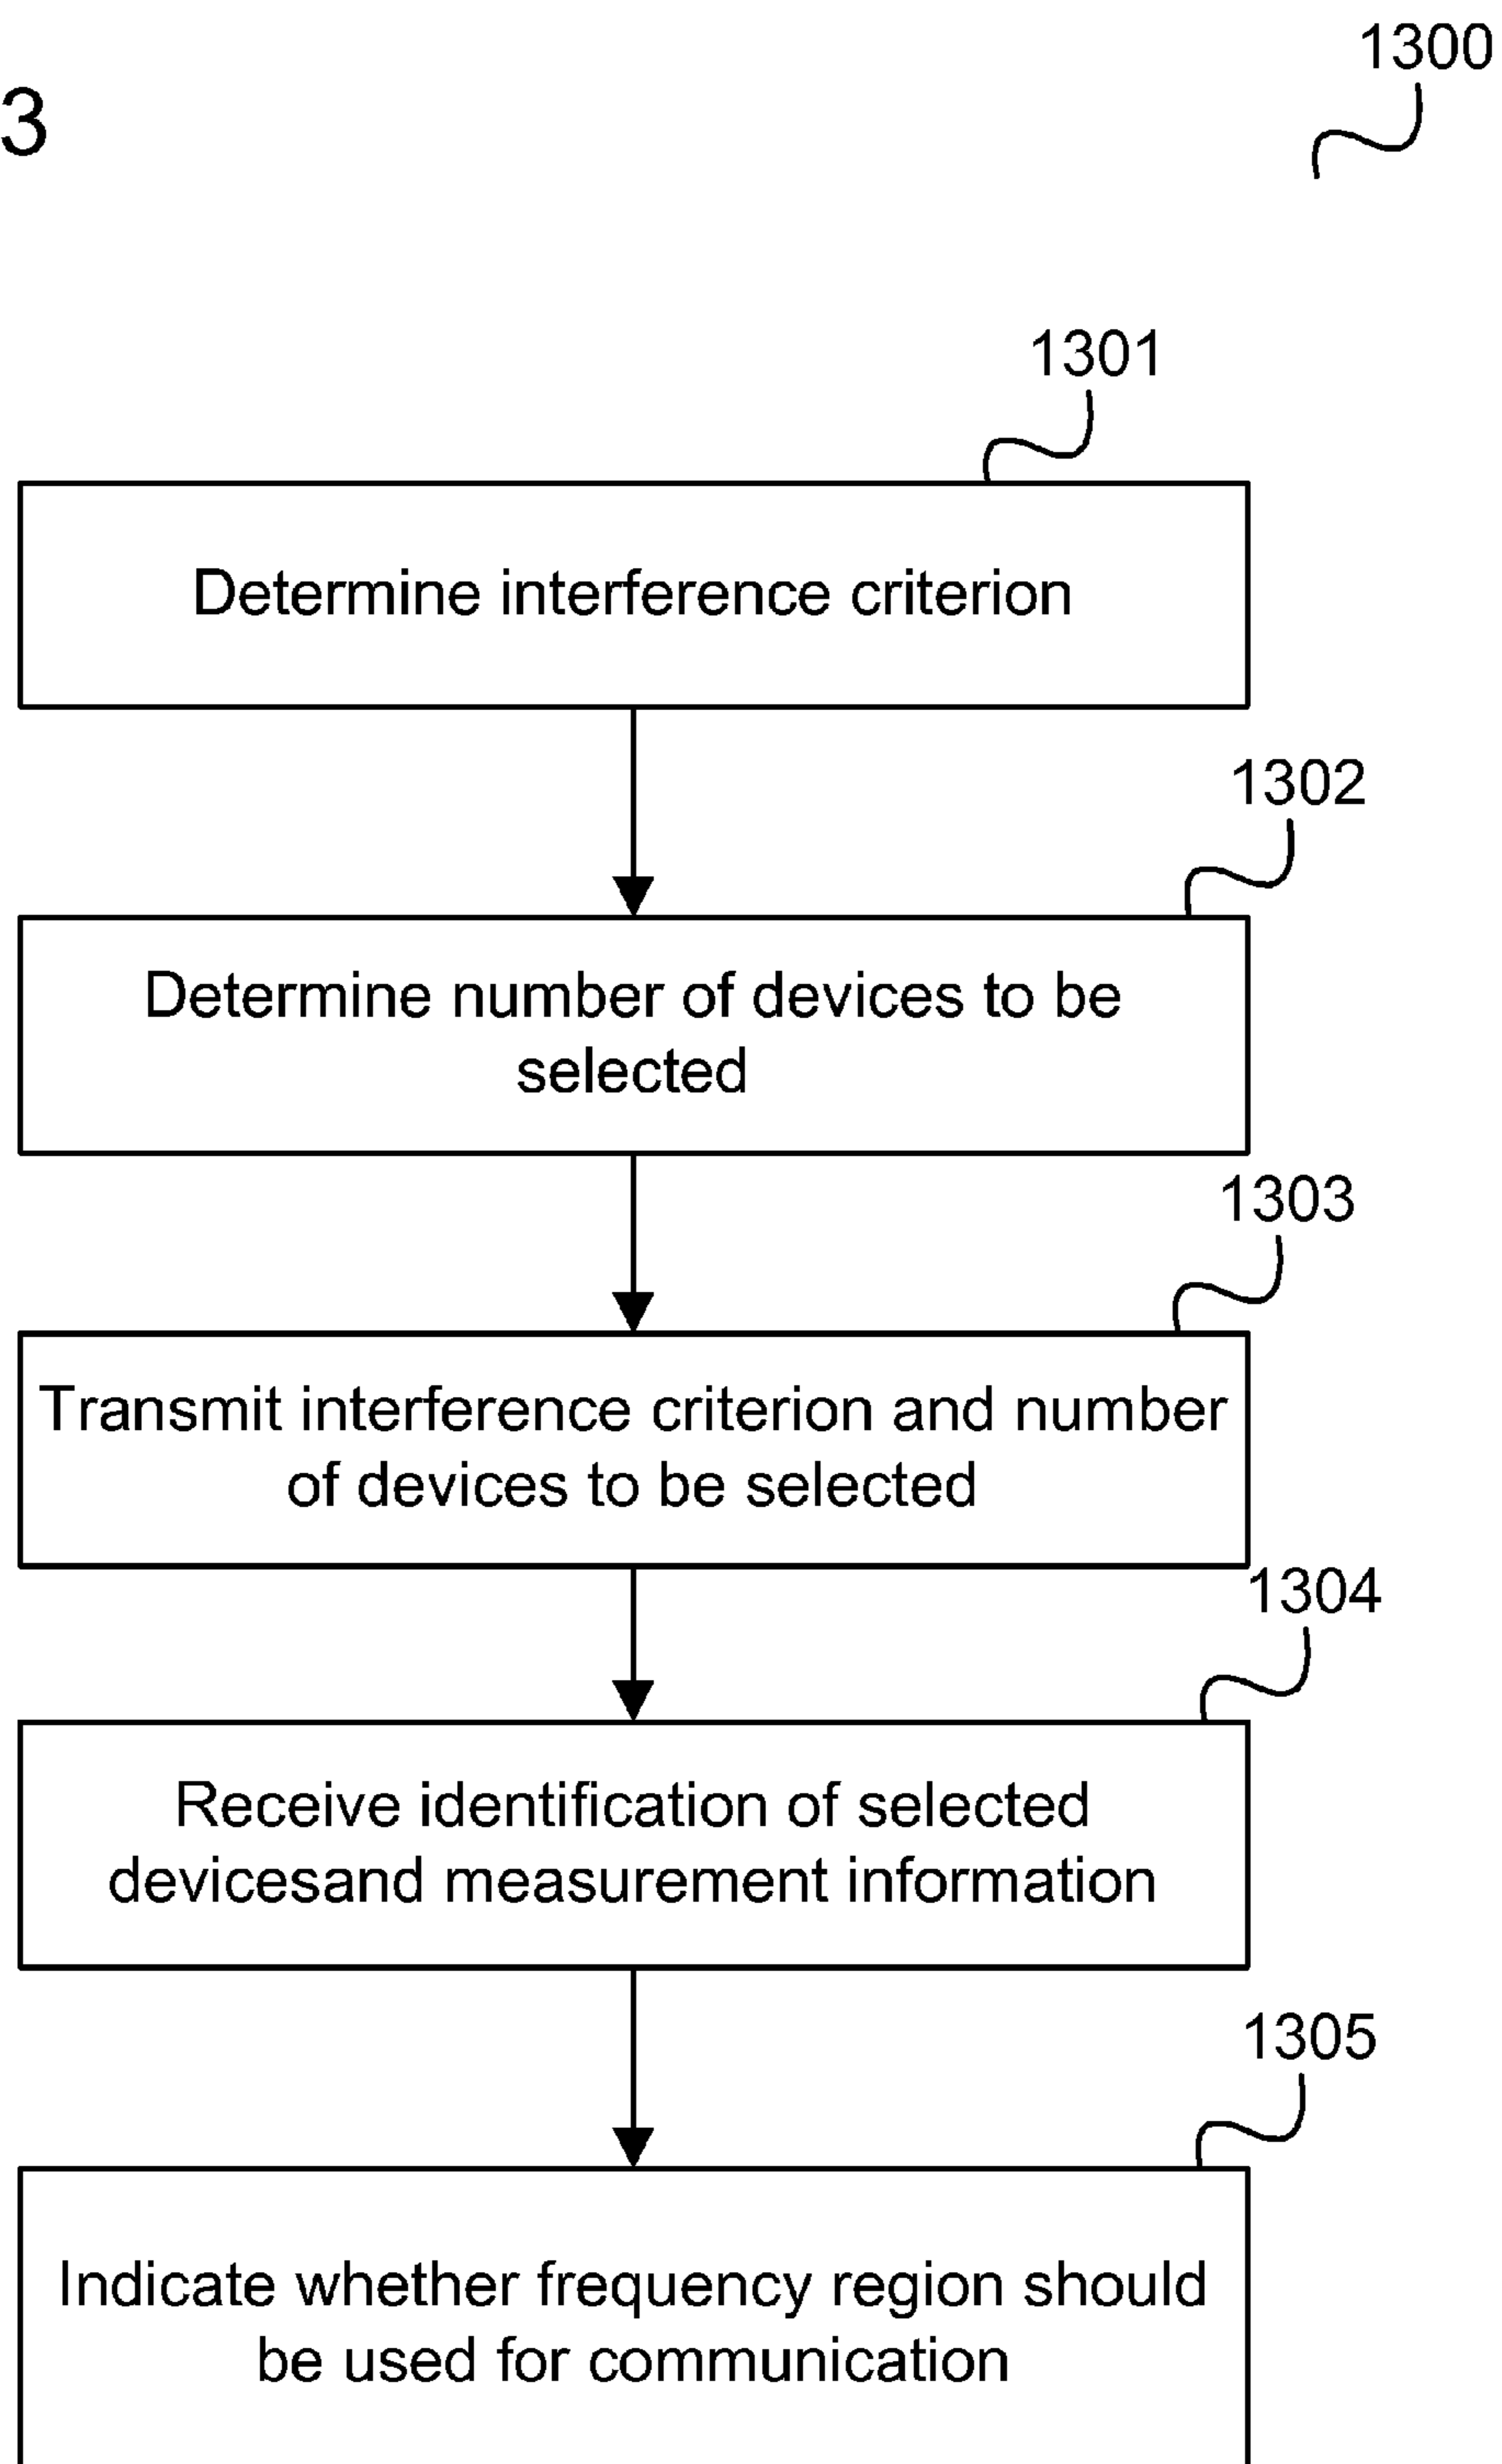 1300
3
1301
Determine interference criterion
1302
Determine number of devices to be
selected
1303
Transmit interference criterion and number
of devices to be selected
1304
Receive identification of selected
devicesand measurement information
1305
Indicate whether frequency region should
be used for communication